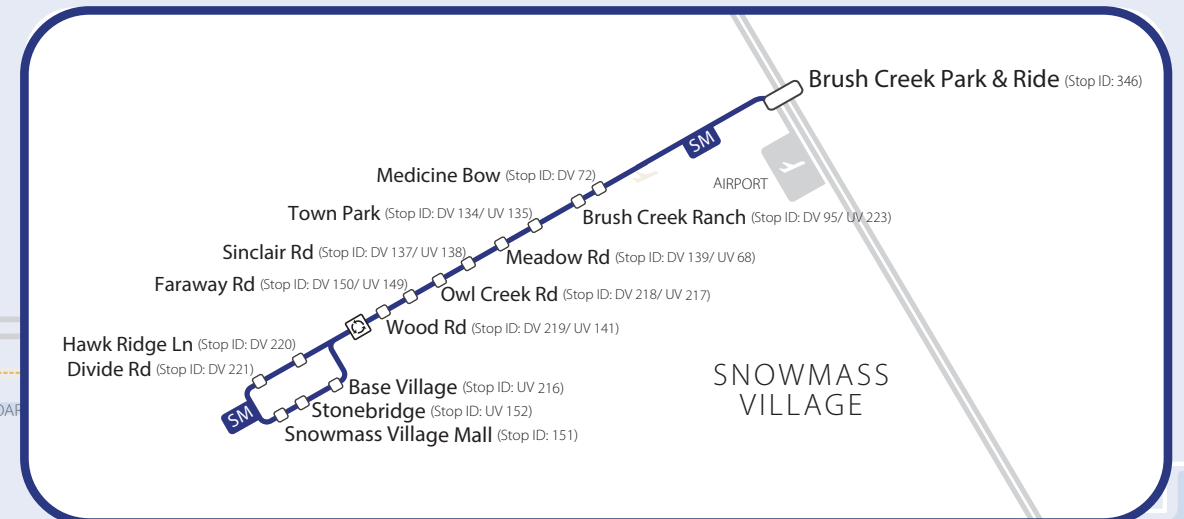 Brush Creek Park & Ride (Stop ID: 346)
SM
Medicine Bow (Stop ID: DV 72)
AIRPORT
Town Park (Stop ID: DV 134/ UV 135)
Brush Creek Ranch (Stop ID: DV 95/ UV 223)
Sinclair Rd (Stop ID: DV 137/ UV 138)
Meadow Rd (Stop ID: DV 139/ UV 68)
Faraway Rd (Stop ID: DV 150/ UV 149)
Owl Creek Rd (Stop ID: DV 218/ UV 217)
Wood Rd (Stop ID: DV 219/ UV 141)
Hawk Ridge Ln (Stop ID: DV 220)
Divide Rd (Stop ID: DV 221)
Base Village (Stop ID: UV 216)
Stonebridge (Stop ID: UV 152)
SM
Snowmass Village Mall (Stop ID: 151)
SNOWMASS
VILLAGE